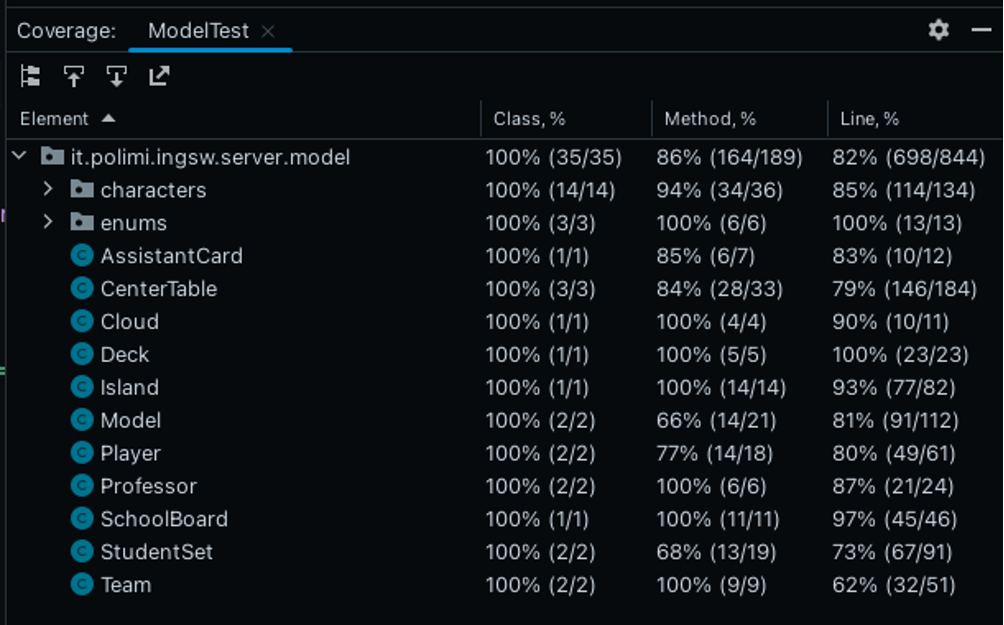 Coverage: ModelTest
Element Class, % Method, % Line, %
it.polimi.ingsw.server.model 100% (35/35) 86% (164/189) 82% (698/844)
characters 100% (14/14) 94% (34/36) 85% (114/134)
enums 100% (3/3) 100% (6/6) 100% (13/13)
AssistantCard 100% (1/1) 85% (6/7) 83% (10/12)
CenterTable 100% (3/3) 84% (28/33) 79% (146/184)
Cloud 100% (1/1) 100% (4/4) 90% (10/11)
Deck 100% (1/1) 100% (5/5) 100% (23/23)
Island 100% (1/1) 100% (14/14) 93% (77/82)
Model 100% (2/2) 66% (14/21) 81% (91/112)
Player 100% (2/2) 77% (14/18) 80% (49/61)
Professor 100% (2/2) 100% (6/6) 87% (21/24)
SchoolBoard 100% (1/1) 100% (11/11) 97% (45/46)
StudentSet 100% (2/2) 68% (13/19) 73% (67/91)
Team 100% (2/2) 100% (9/9) 62% (32/51)